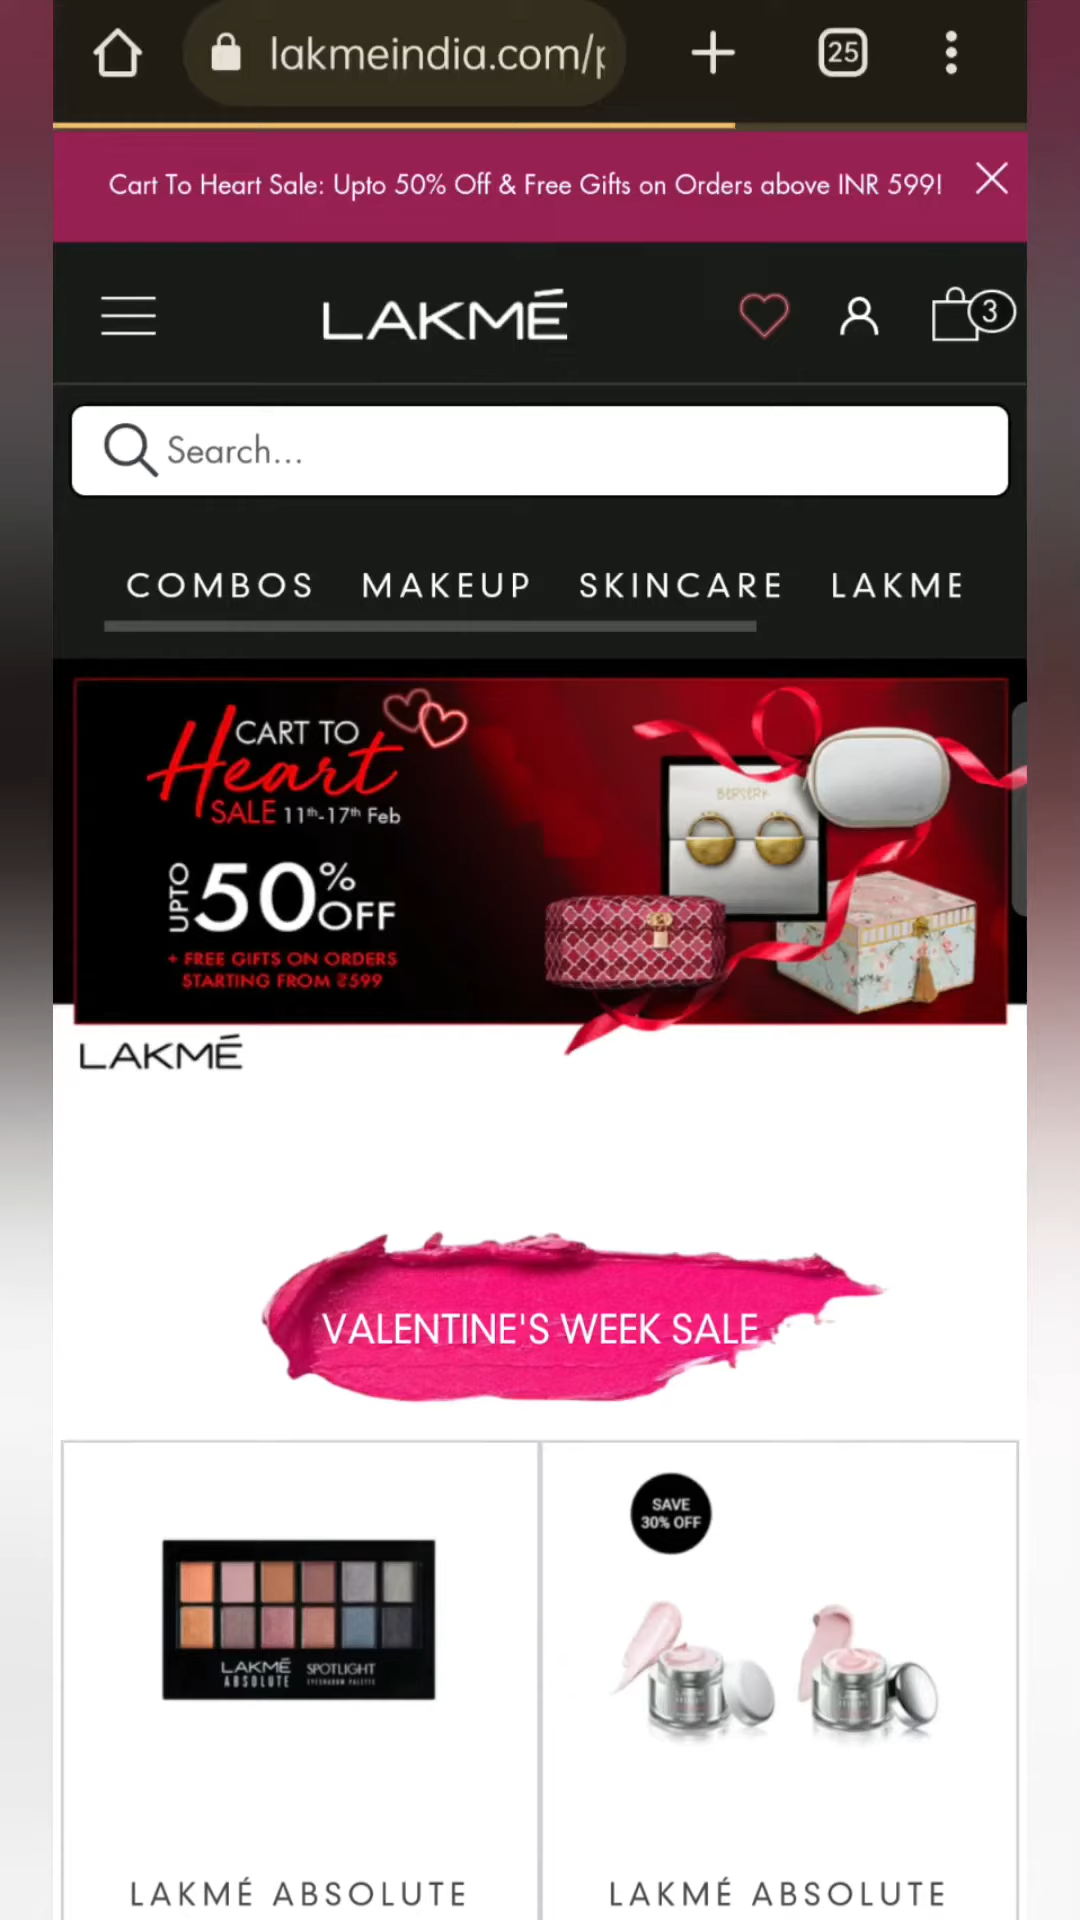 lakmeindia.com/p
25
Cart To Heart Sale: Upto 50% Off & Free Gifts on Orders above INR 599!
LAKMÉ
3
Search...
COMBOS MAKEUP SKINCARE LAKME
CART TO
Heart
SALE 11th-17th Feb
UPTO 50% OFF
+ FREE GIFTS ON ORDERS
STARTING FROM ₹599
LAKMÉ
VALENTINE'S WEEK SALE
SAVE
30% OFF
LAKMÉ SPOTLIGHT
ABSOLUTE EYESHADOW PALETTE
LAKMÉ ABSOLUTE
LAKMÉ ABSOLUTE